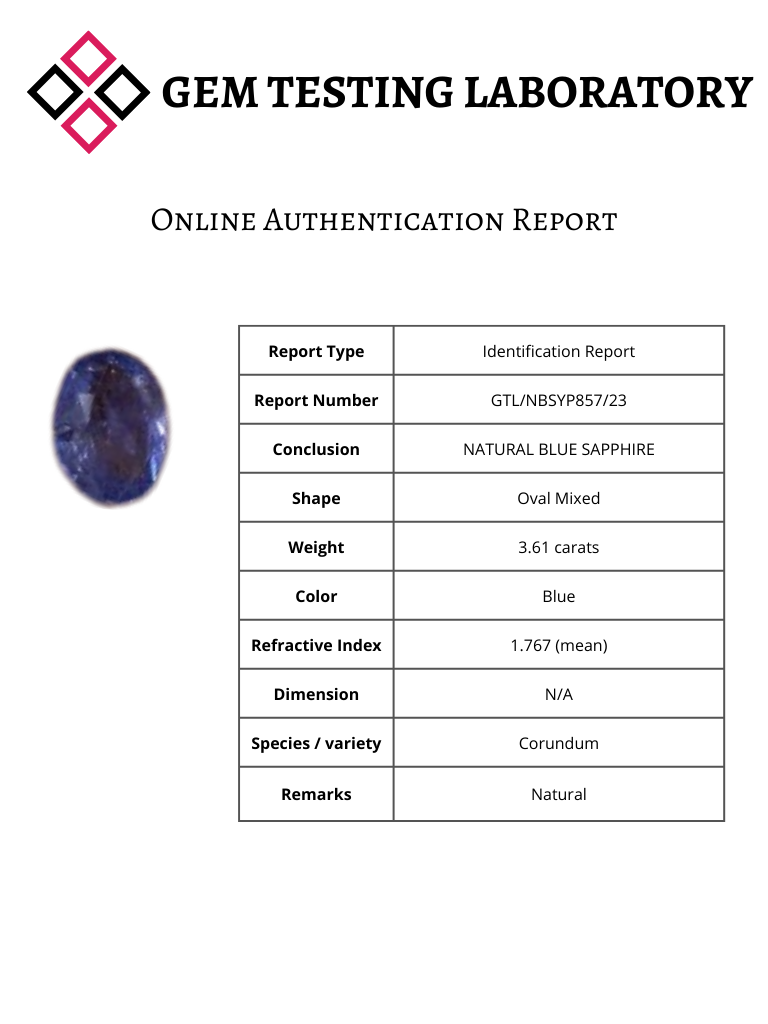 GEM TESTING LABORATORY
Online Authentication Report
Report Type Identification Report
Report Number GTL/NBSYP857/23
Conclusion NATURAL BLUE SAPPHIRE
Shape Oval Mixed
Weight 3.61 carats
Color Blue
Refractive Index 1.767 (mean)
Dimension N/A
Species / variety Corundum
Remarks Natural